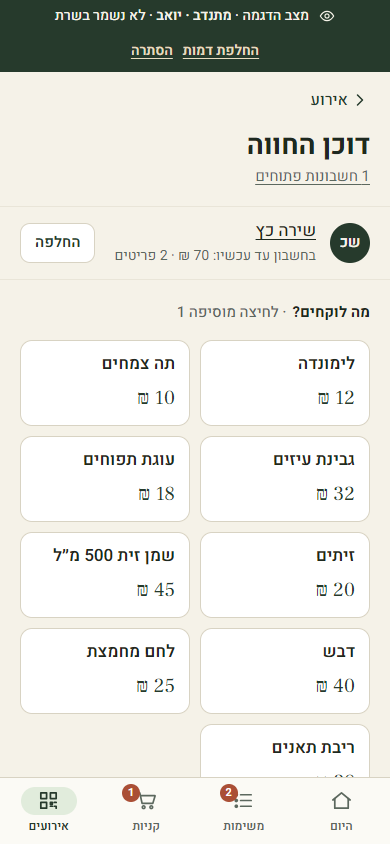 מצב הדגמה · מתנדב · יואב · לא נשמר בשרת
החלפת דמות הסתרה
אירוע
דוכן החווה
1 חשבונות פתוחים
שכ
שירה כץ
בחשבון עד עכשיו: 70 ₪ · 2 פריטים
החלפה
מה לוקחים? · לחיצה מוסיפה 1
לימונדה
12 ₪
תה צמחים
10 ₪
גבינת עיזים
32 ₪
עוגת תפוחים
18 ₪
זיתים
20 ₪
שמן זית 500 מ״ל
45 ₪
דבש
40 ₪
לחם מחמצת
25 ₪
ריבת תאנים
היום
2
משימות
1
קניות
אירועים